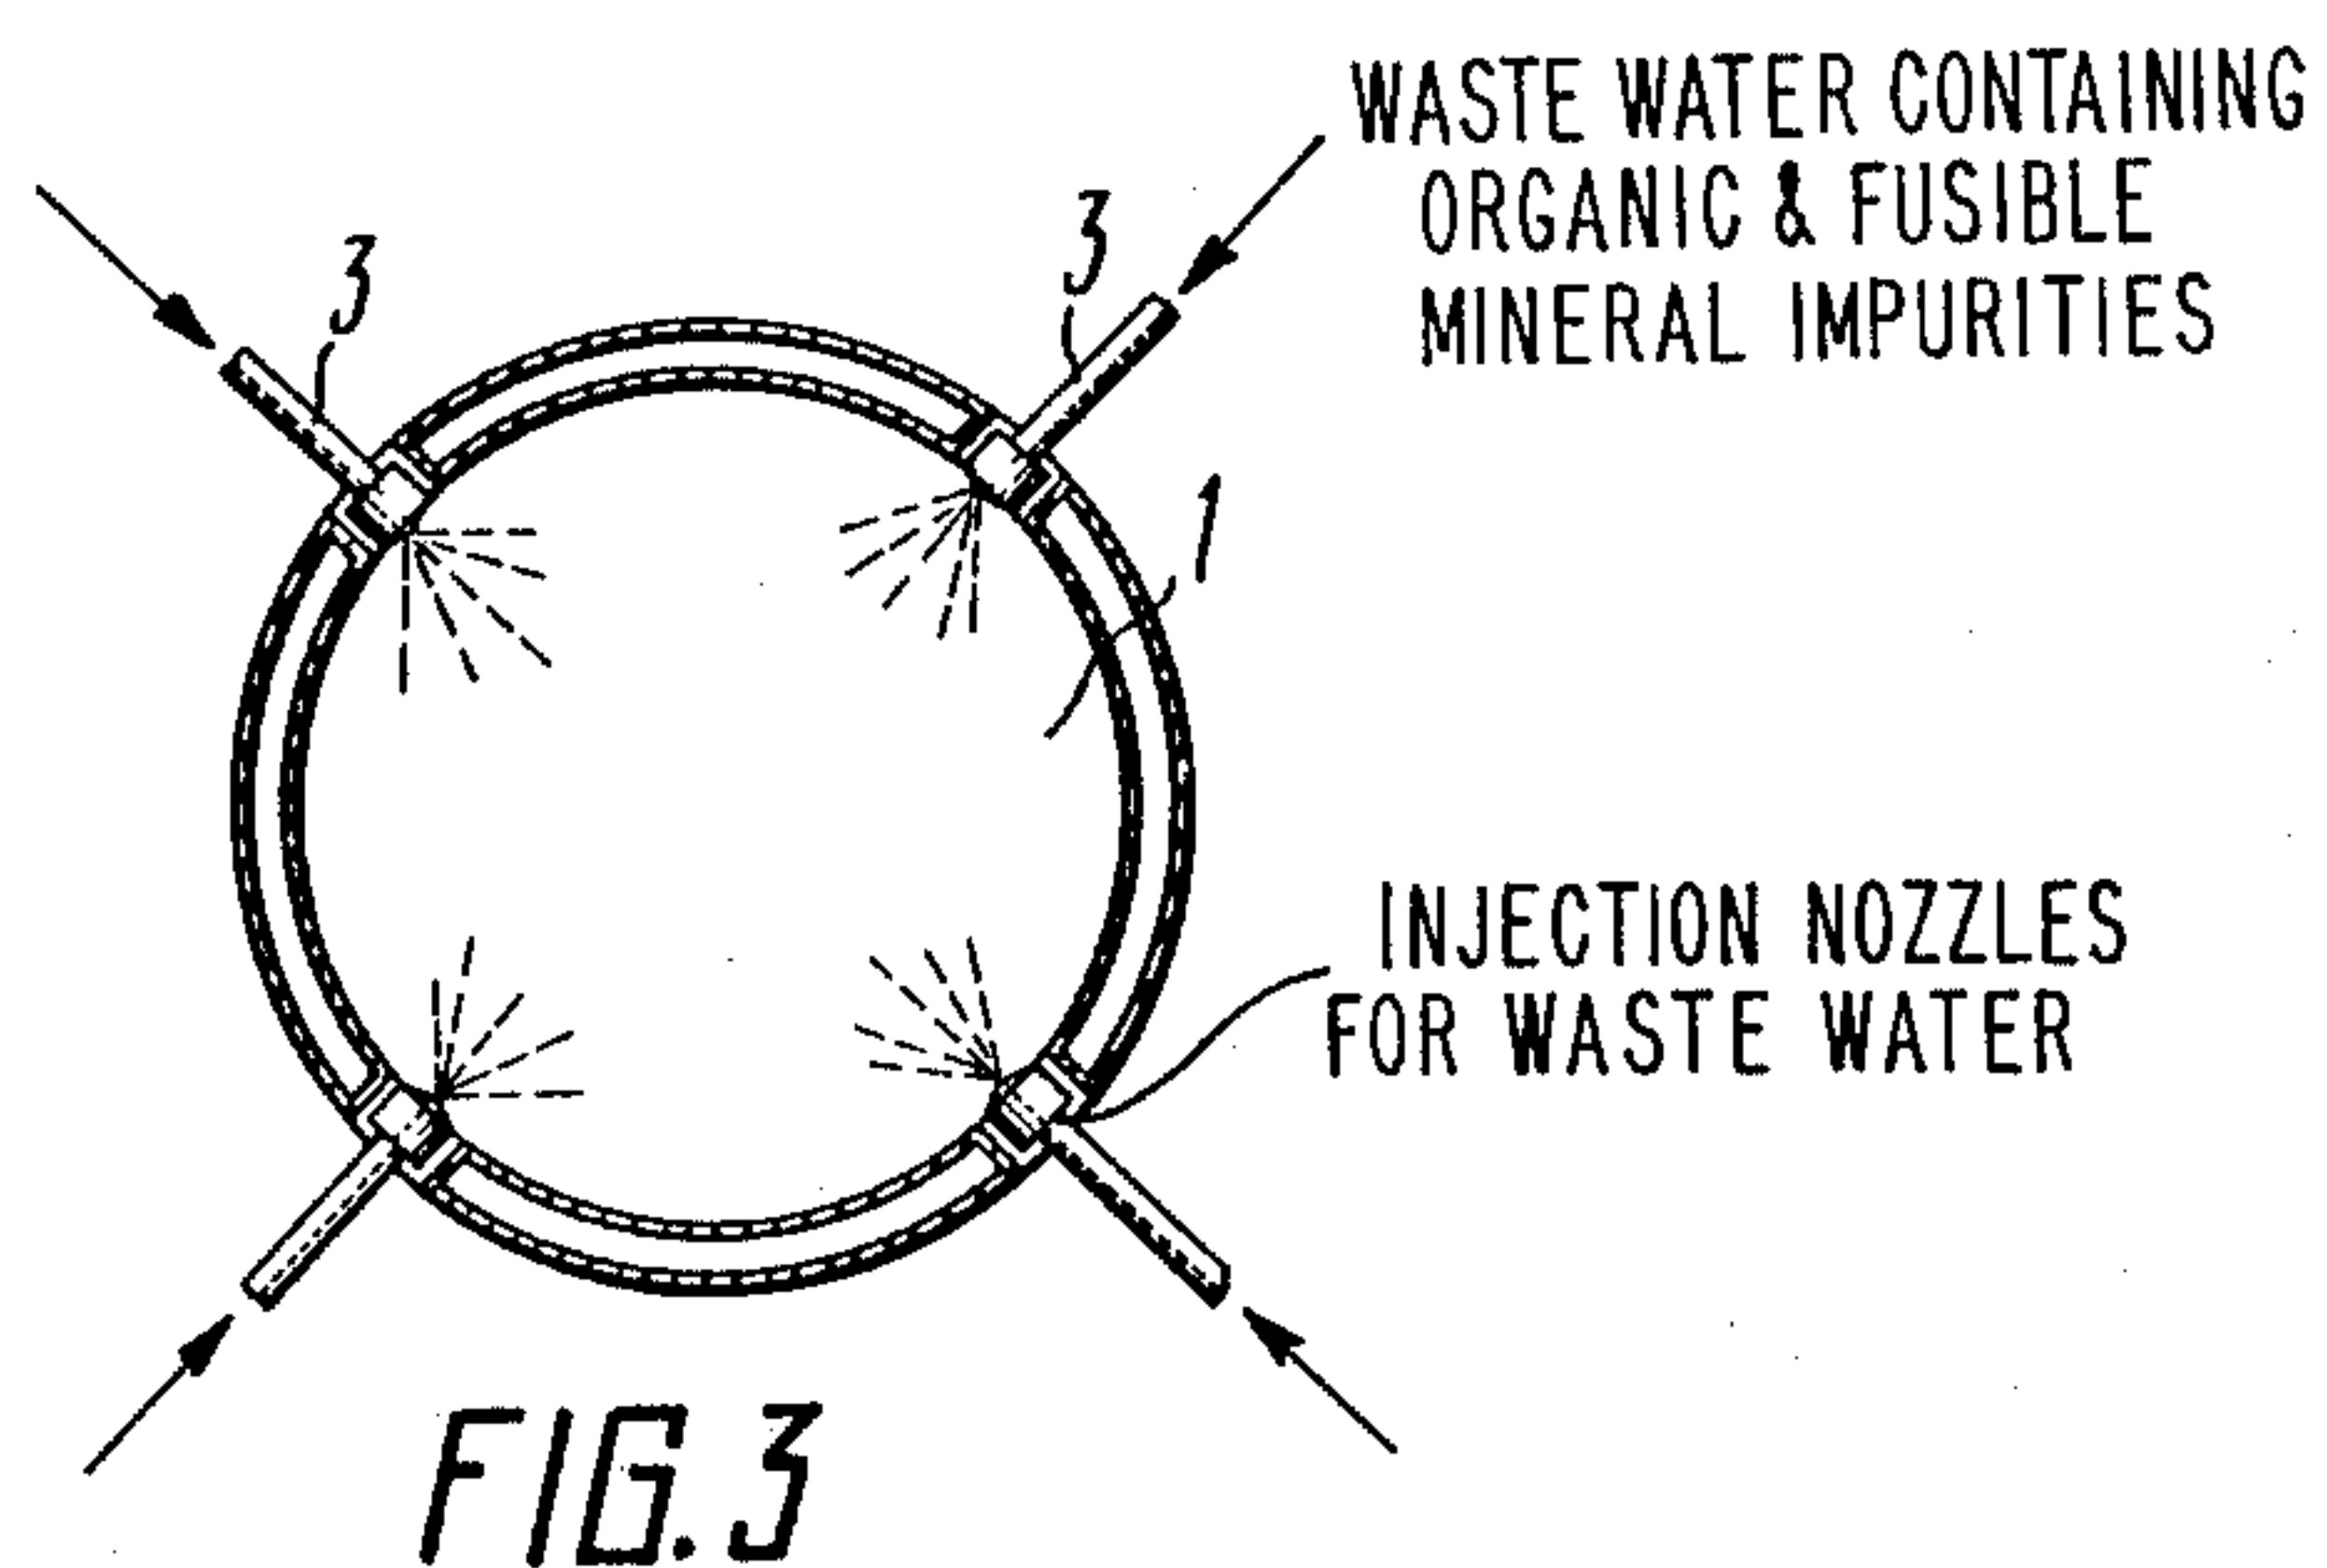 WASTE WATER CONTAINING
ORGANIC & FUSIBLE
MINERAL IMPURITIES
3
3
1
INJECTION NOZZLES
FOR WASTE WATER
FIG.3